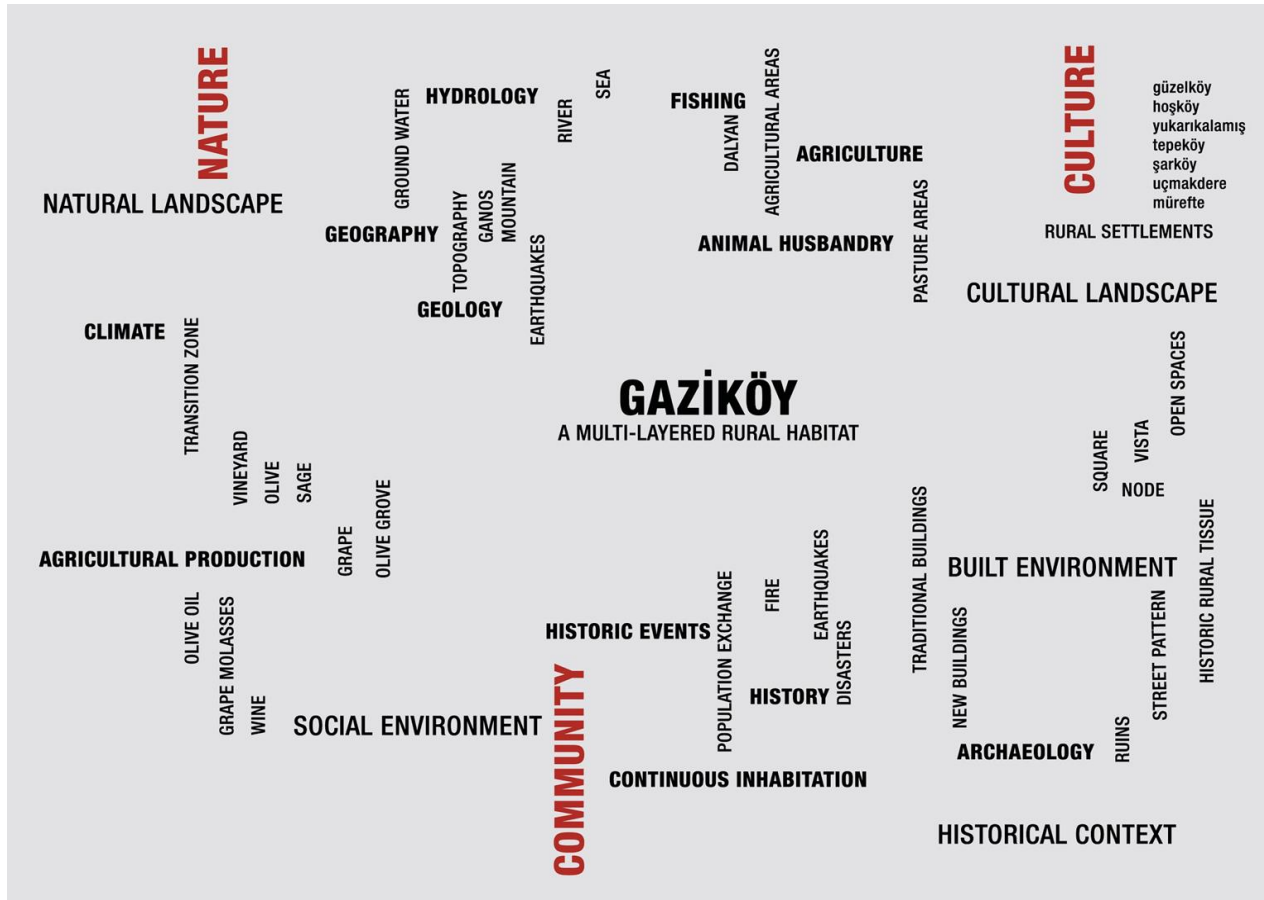 NATURE
NATURAL LANDSCAPE
HYDROLOGY
GROUND WATER
RIVER
SEA
GEOGRAPHY
TOPOGRAPHY
GANOS
MOUNTAIN
GEOLOGY
EARTHQUAKES
FISHING
DALYAN
AGRICULTURAL AREAS
AGRICULTURE
ANIMAL HUSBANDRY
PASTURE AREAS
CULTURE
güzelköy
hoşköy
yukarıkalamış
tepeköy
şarköy
uçmakdere
mürefte
RURAL SETTLEMENTS
CULTURAL LANDSCAPE
CLIMATE
TRANSITION ZONE
VINEYARD
OLIVE
SAGE
GRAPE
OLIVE GROVE
AGRICULTURAL PRODUCTION
OLIVE OIL
GRAPE MOLASSES
WINE
GAZİKÖY
A MULTI-LAYERED RURAL HABITAT
OPEN SPACES
VISTA
SQUARE
NODE
TRADITIONAL BUILDINGS
BUILT ENVIRONMENT
HISTORIC RURAL TISSUE
STREET PATTERN
NEW BUILDINGS
ARCHAEOLOGY
RUINS
HISTORICAL CONTEXT
HISTORIC EVENTS
POPULATION EXCHANGE
FIRE
EARTHQUAKES
DISASTERS
HISTORY
SOCIAL ENVIRONMENT
COMMUNITY
CONTINUOUS INHABITATION